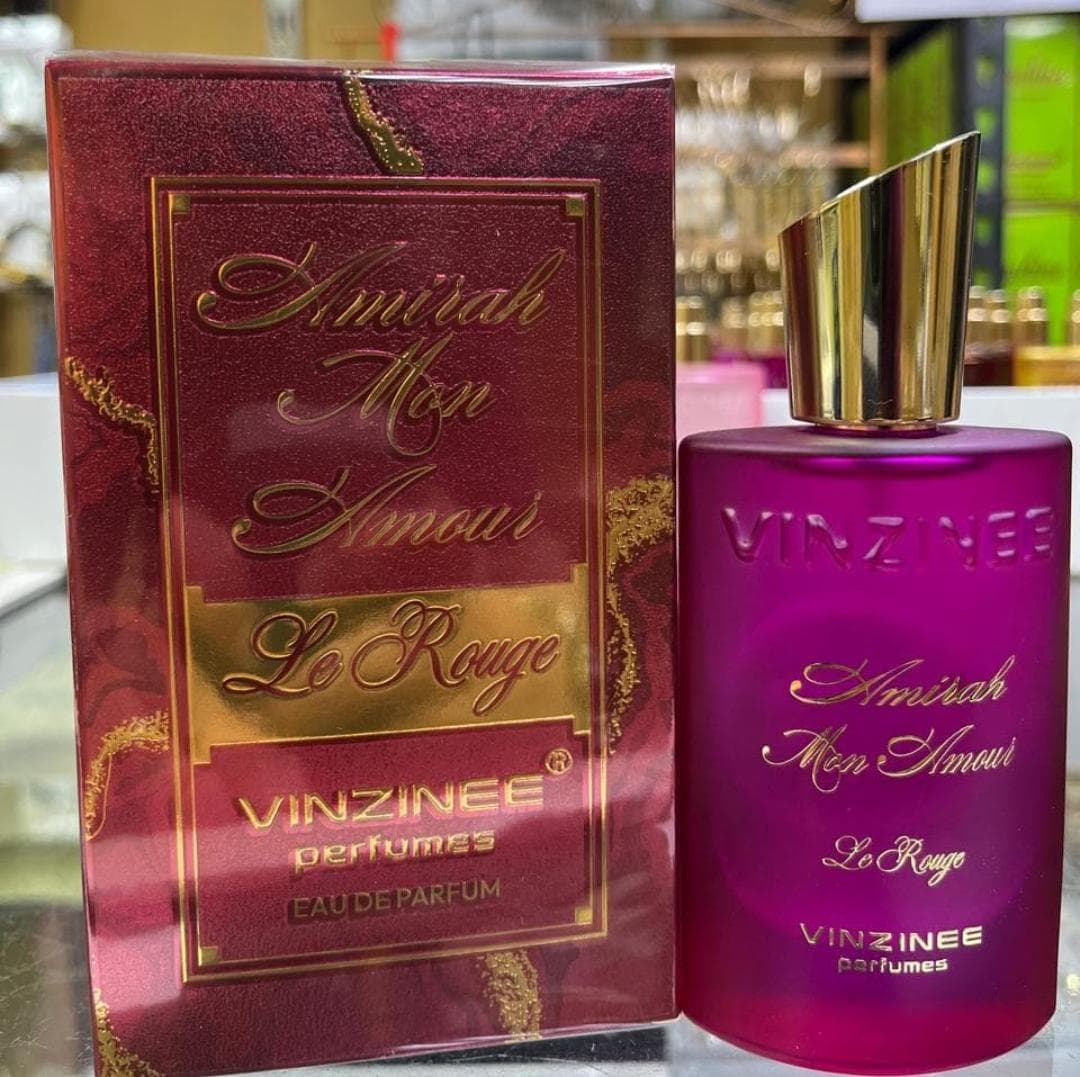 Amirah
Mon
Amour
Le Rouge
VINZINEE®
perfumes
EAU DE PARFUM
VINZINEE
Amirah
Mon Amour
Le Rouge
VINZINEE
perfumes